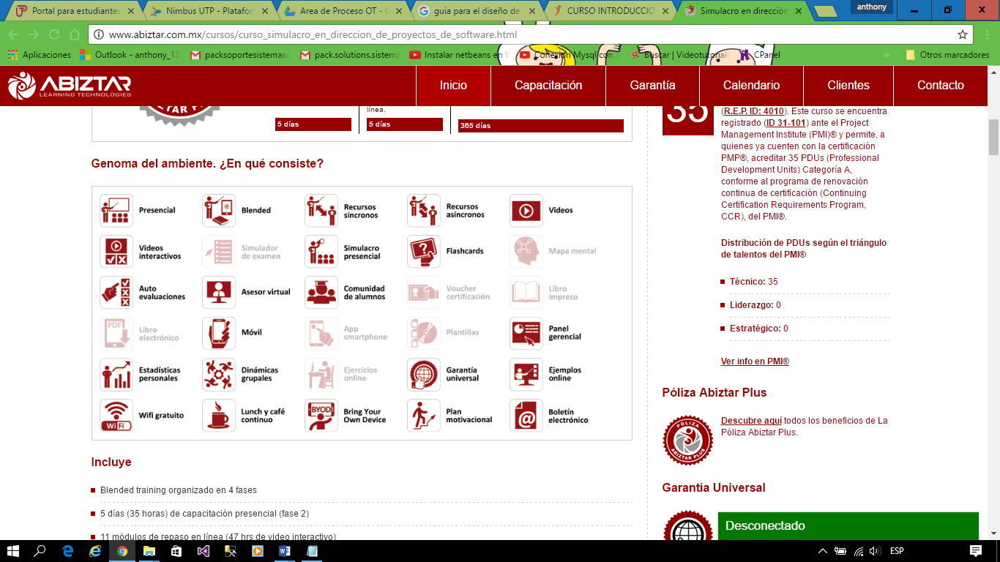 Portal para estudiantes
Nimbus UTP - Platafor
Area de Proceso OT - G
guia para el diseño de
CURSO INTRODUCCIO
Simulacro en dirección
anthony
www.abiztar.com.mx/cursos/curso_simulacro_en_direccion_de_proyectos_de_software.html
Aplicaciones
Outlook - anthony_13
packsoportesistemas@
pack.solutions.sistema
Instalar netbeans en W
Conexion Mysql con J
Buscar | Videotutoriale
CPanel
»
Otros marcadores
ABIZTAR
LEARNING TECHNOLOGIES
Inicio
Capacitación
Garantía
Calendario
Clientes
Contacto
TAR PLU
línea.
5 días
5 días
365 días
Genoma del ambiente. ¿En qué consiste?
Presencial
Blended
Recursos
síncronos
Recursos
asíncronos
Videos
Videos
interactivos
Simulador
de examen
Simulacro
presencial
Flashcards
Mapa mental
Auto
evaluaciones
Asesor virtual
Comunidad
de alumnos
Voucher
certificación
Libro
impreso
PDF
Libro
electrónico
Móvil
App
smartphone
Plantillas
Panel
gerencial
Estadísticas
personales
Dinámicas
grupales
Ejercicios
online
Garantía
universal
Ejemplos
online
WiFi
Wifi gratuito
Lunch y café
continuo
BYOD
Bring Your
Own Device
Plan
motivacional
Boletín
electrónico
Incluye
Blended training organizado en 4 fases
5 días (35 horas) de capacitación presencial (fase 2)
11 módulos de repaso en línea (47 hrs de video interactivo)
35
(R.E.P. ID: 4010). Este curso se encuentra
registrado (ID 31-101) ante el Project
Management Institute (PMI)® y permite, a
quienes ya cuenten con la certificación
PMP®, acreditar 35 PDUs (Professional
Development Units) Categoría A,
conforme al programa de renovación
continua de certificación (Continuing
Certification Requirements Program,
CCR), del PMI®.
Distribución de PDUs según el triángulo
de talentos del PMI®
Técnico: 35
Liderazgo: 0
Estratégico: 0
Ver info en PMI®
Póliza Abiztar Plus
PÓLIZA
ABIZTAR PLUS
Descubre aquí todos los beneficios de La
Póliza Abiztar Plus.
Garantía Universal
Desconectado
ESP